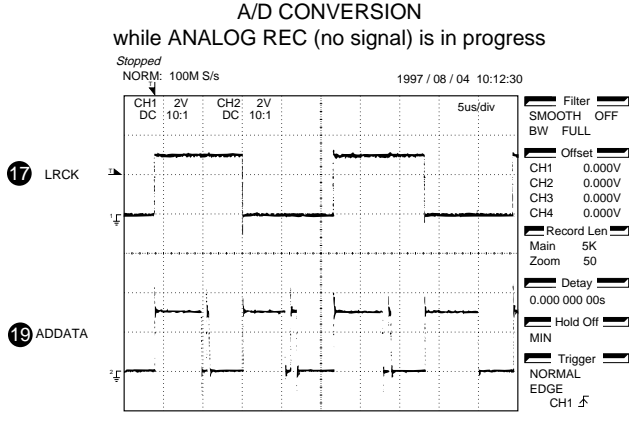 A/D CONVERSION
while ANALOG REC (no signal) is in progress
Stopped
NORM: 100M S/s
1997 / 08 / 04 10:12:30
T
CH1 2V CH2 2V 5us/div
DC 10:1 DC 10:1
17 LRCK
T
1
19 ADDATA
2
Filter
SMOOTH OFF
BW FULL
Offset
CH1 0.000V
CH2 0.000V
CH3 0.000V
CH4 0.000V
Record Len
Main 5K
Zoom 50
Detay
0.000 000 00s
Hold Off
MIN
Trigger
NORMAL
EDGE
CH1